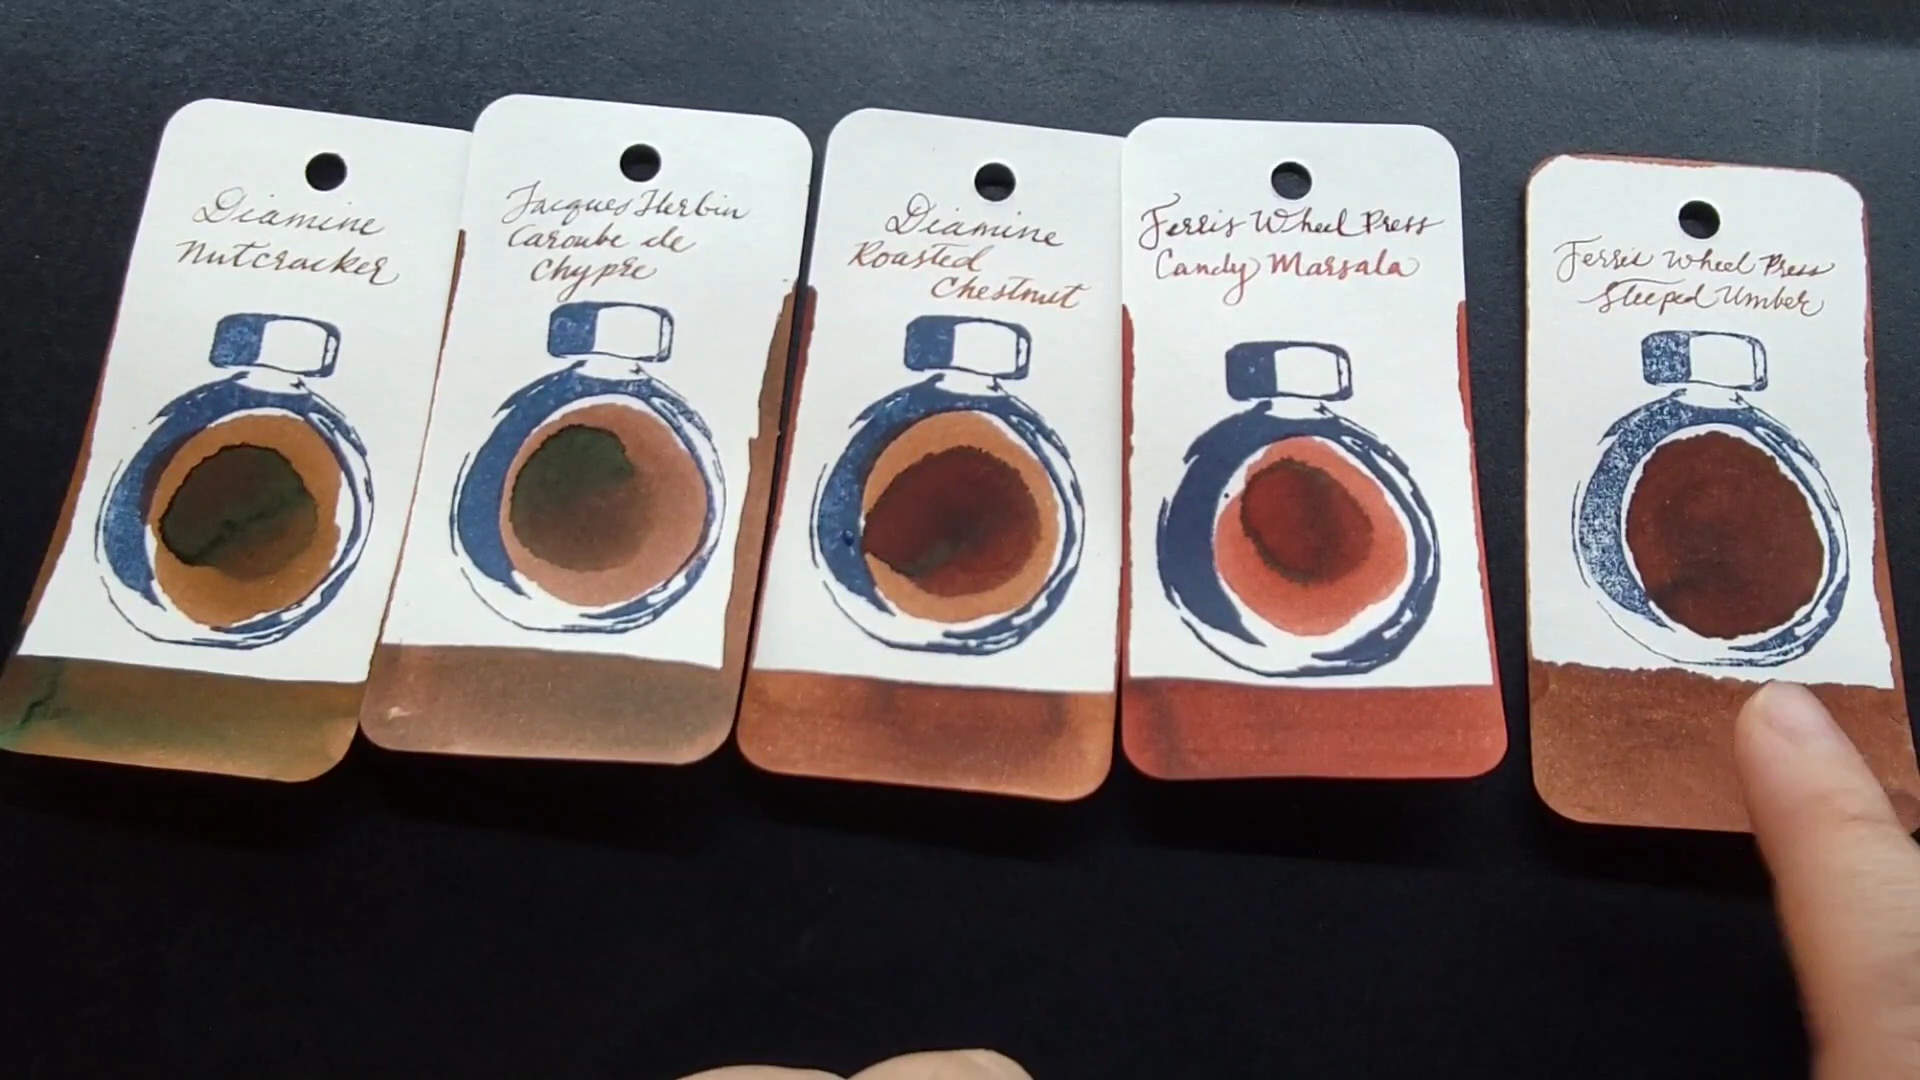 Diamine
Nutcracker
Jacques Herbin
Caroube de
Chypre
Diamine
Roasted
Chestnut
Ferris Wheel Press
Candy Marsala
Ferris Wheel Press
Steeped Umber